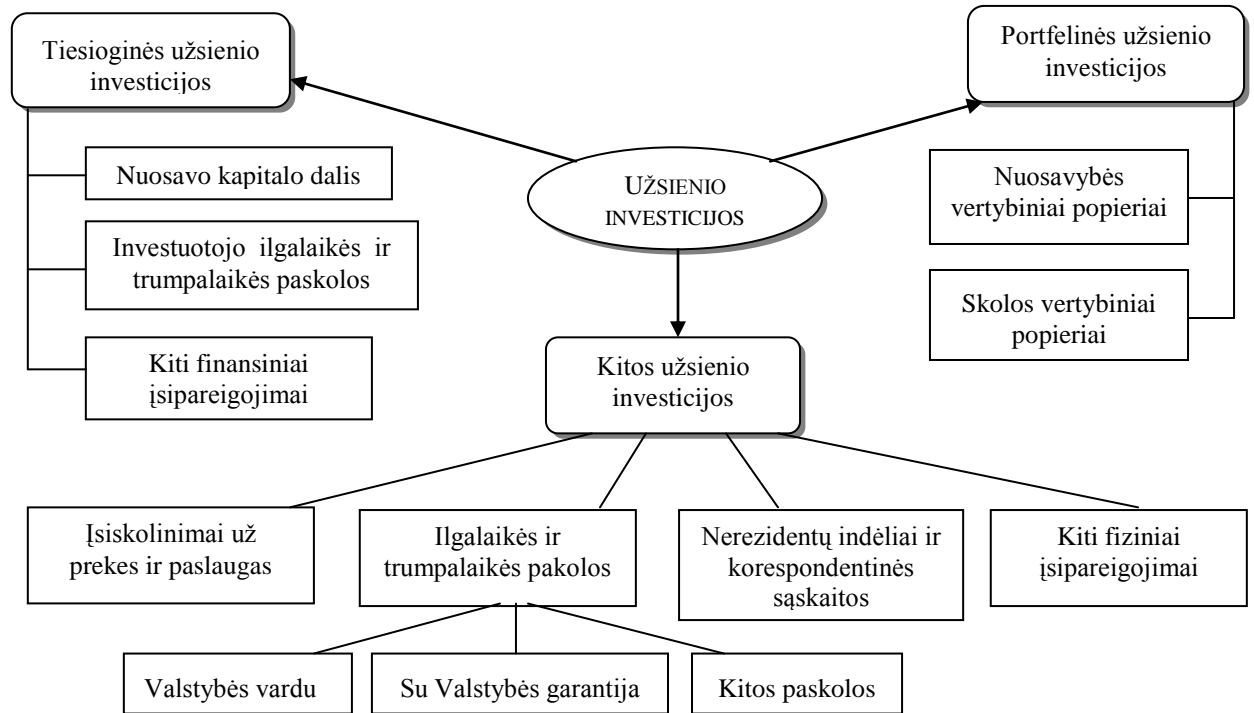 Tiesioginės užsienio
investicijos
Portfelinės užsienio
investicijos
UŽSIENIO
INVESTICIJOS
Nuosavo kapitalo dalis
Investuotojo ilgalaikės ir
trumpalaikės paskolos
Kiti finansiniai
įsipareigojimai
Nuosavybės
vertybiniai popieriai
Skolos vertybiniai
popieriai
Kitos užsienio
investicijos
Įsiskolinimai už
prekes ir paslaugas
Ilgalaikės ir
trumpalaikės pakolos
Nerezidentų indėliai ir
korespondentinės
sąskaitos
Kiti fiziniai
įsipareigojimai
Valstybės vardu
Su Valstybės garantija
Kitos paskolos